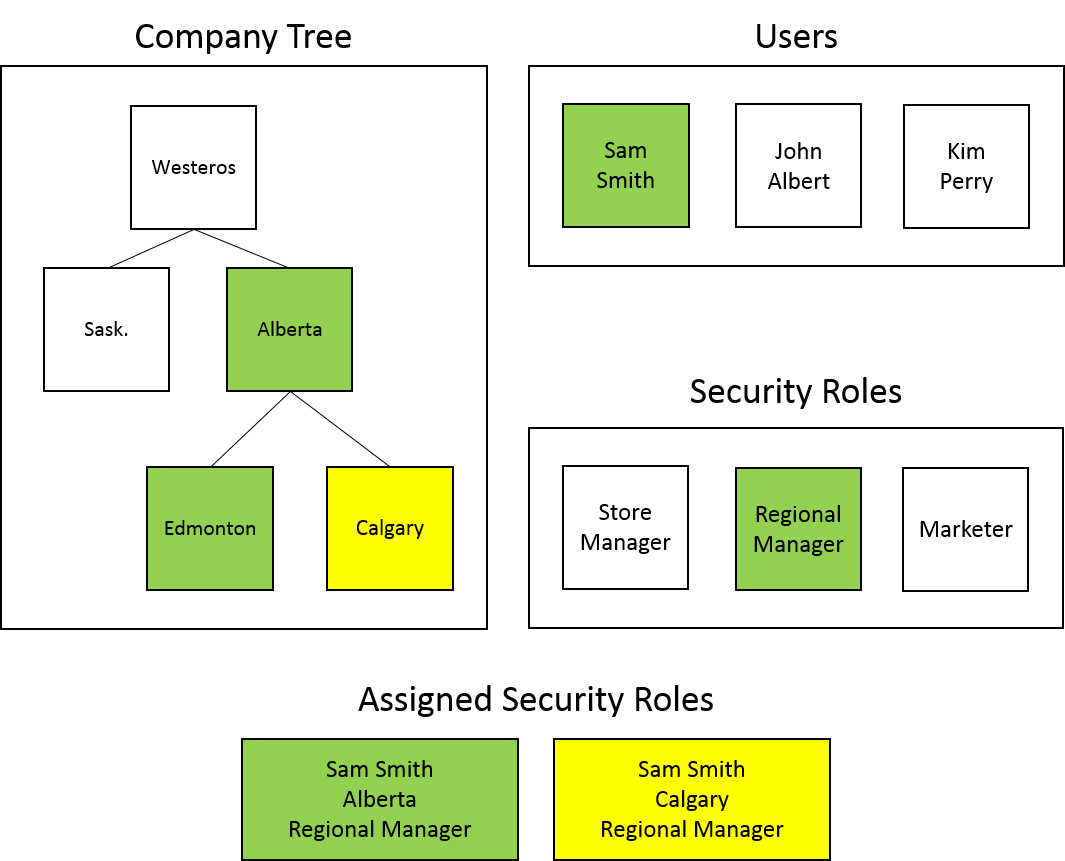 Company Tree
Westeros
Sask.
Alberta
Edmonton
Calgary
Users
Sam
Smith
John
Albert
Kim
Perry
Security Roles
Store
Manager
Regional
Manager
Marketer
Assigned Security Roles
Sam Smith
Alberta
Regional Manager
Sam Smith
Calgary
Regional Manager